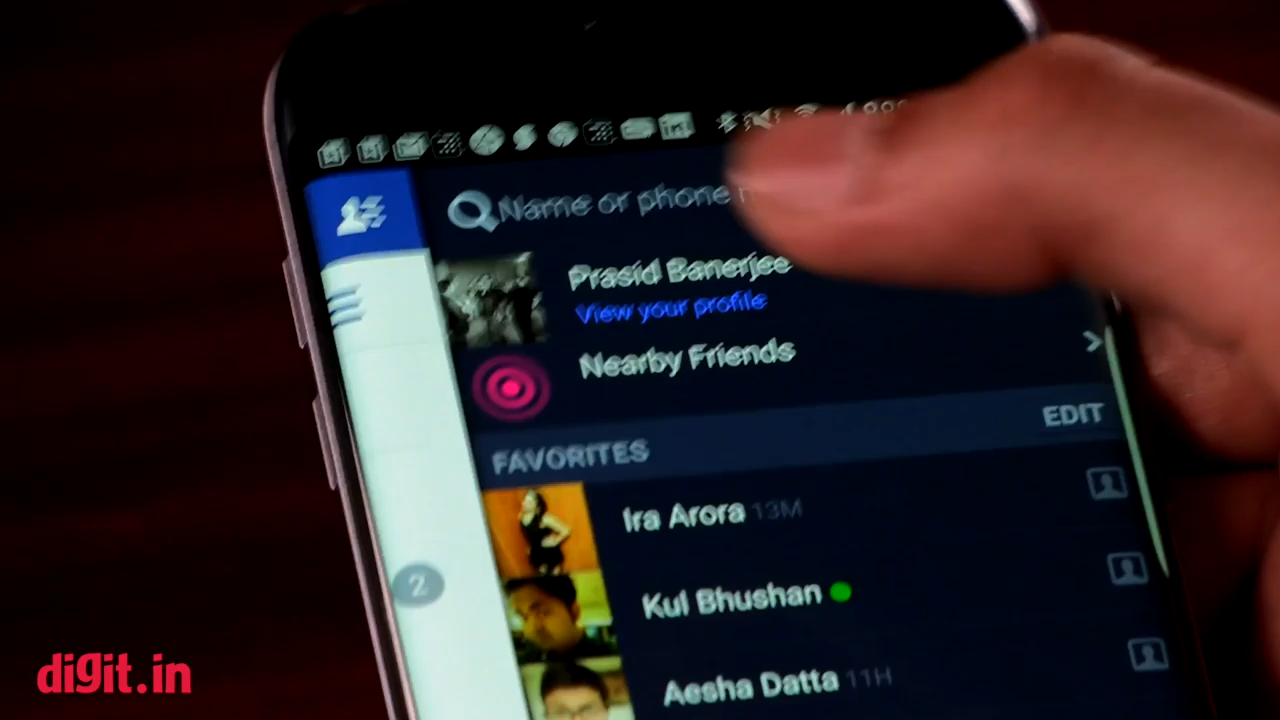 Name or phone
Prasid Banerjee
View your profile
Nearby Friends
FAVORITES
EDIT
Ira Arora 13M
Kul Bhushan
2
Aesha Datta 11H
digit.in